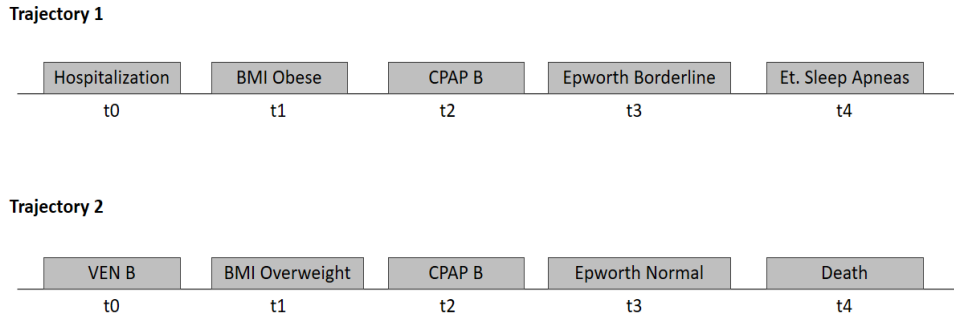 Trajectory 1
Hospitalization BMI Obese CPAP B Epworth Borderline Et. Sleep Apneas
t0 t1 t2 t3 t4
Trajectory 2
VEN B BMI Overweight CPAP B Epworth Normal Death
t0 t1 t2 t3 t4